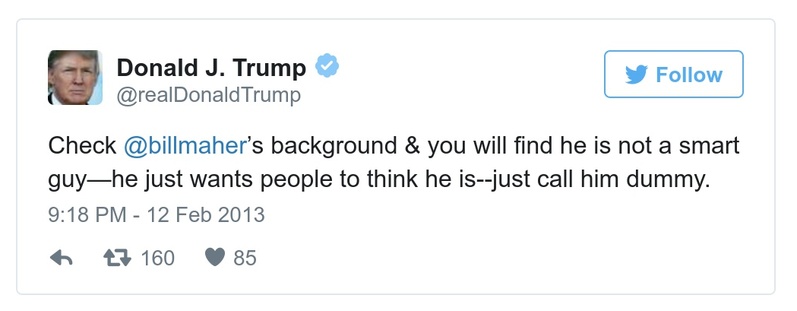 Donald J. Trump
@realDonaldTrump
Follow
Check @billmaher’s background & you will find he is not a smart
guy—he just wants people to think he is--just call him dummy.
9:18 PM - 12 Feb 2013
160 85